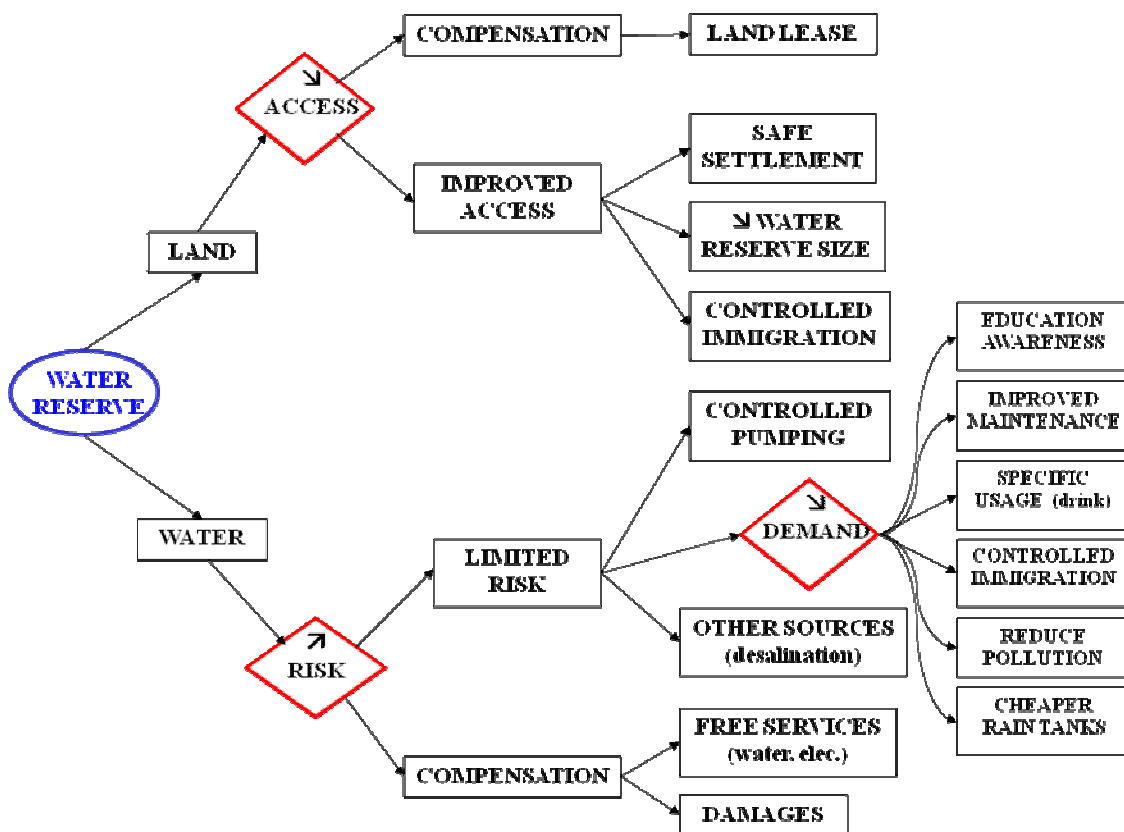 COMPENSATION
LAND LEASE
↘
ACCESS
SAFE
SETTLEMENT
IMPROVED
ACCESS
↘ WATER
RESERVE SIZE
LAND
CONTROLLED
IMMIGRATION
WATER
RESERVE
CONTROLLED
PUMPING
EDUCATION
AWARENESS
IMPROVED
MAINTENANCE
SPECIFIC
USAGE (drink)
↘
DEMAND
WATER
LIMITED
RISK
CONTROLLED
IMMIGRATION
OTHER SOURCES
(desalination)
REDUCE
POLLUTION
↗
RISK
CHEAPER
RAIN TANKS
FREE SERVICES
(water. elec.)
COMPENSATION
DAMAGES